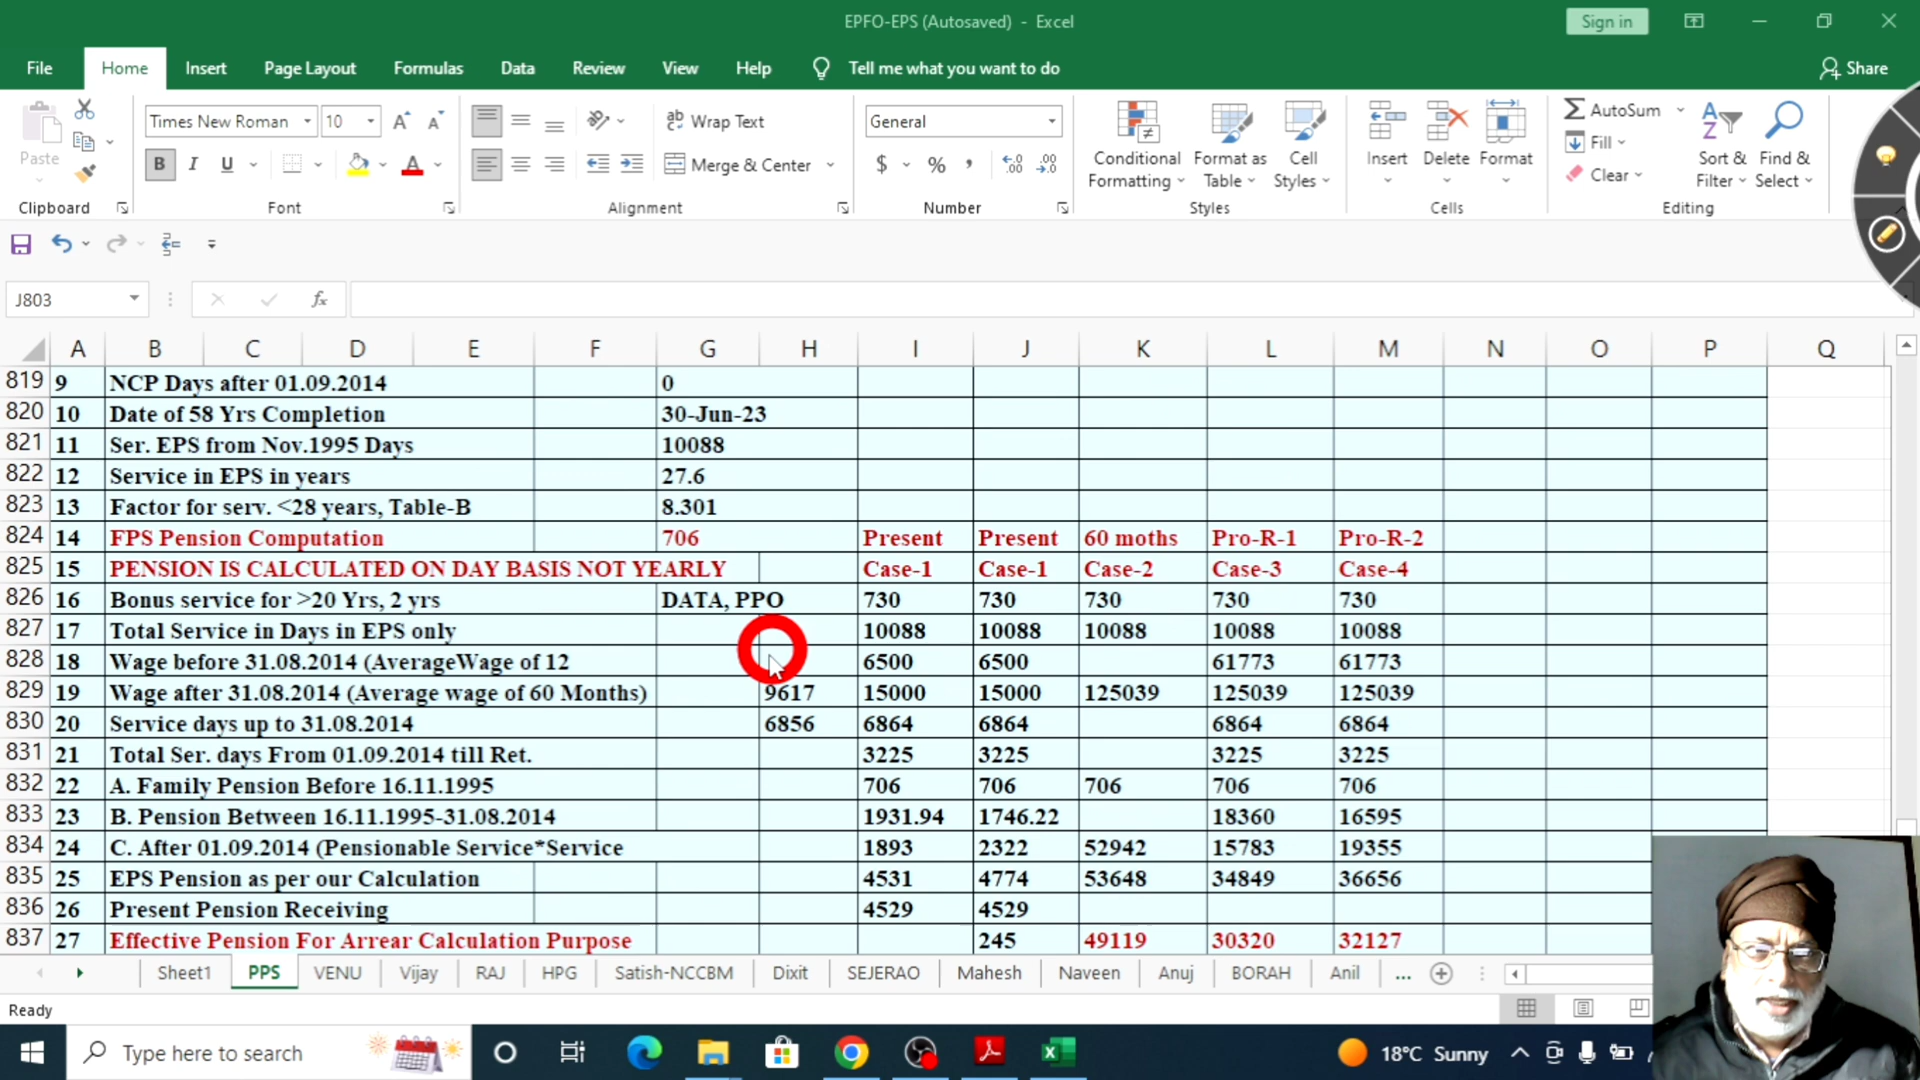 EPFO-EPS (Autosaved) - Excel
Sign in
File Home Insert Page Layout Formulas Data Review View Help Tell me what you want to do Share
Paste
Times New Roman 10
B I U
Wrap Text
Merge & Center
General
$ % ,
Conditional Formatting
Format as Table
Cell Styles
Insert Delete Format
AutoSum
Fill
Clear
Sort & Filter
Find & Select
Clipboard Font Alignment Number Styles Cells Editing
J803 fx
A B C D E F G H I J K L M N O P Q
819 9 NCP Days after 01.09.2014 0
820 10 Date of 58 Yrs Completion 30-Jun-23
821 11 Ser. EPS from Nov.1995 Days 10088
822 12 Service in EPS in years 27.6
823 13 Factor for serv. <28 years, Table-B 8.301
824 14 FPS Pension Computation 706 Present Present 60 moths Pro-R-1 Pro-R-2
825 15 PENSION IS CALCULATED ON DAY BASIS NOT YEARLY Case-1 Case-1 Case-2 Case-3 Case-4
826 16 Bonus service for >20 Yrs, 2 yrs DATA, PPO 730 730 730 730 730
827 17 Total Service in Days in EPS only 10088 10088 10088 10088 10088
828 18 Wage before 31.08.2014 (AverageWage of 12 6500 6500 61773 61773
829 19 Wage after 31.08.2014 (Average wage of 60 Months) 9617 15000 15000 125039 125039 125039
830 20 Service days up to 31.08.2014 6856 6864 6864 6864 6864
831 21 Total Ser. days From 01.09.2014 till Ret. 3225 3225 3225 3225
832 22 A. Family Pension Before 16.11.1995 706 706 706 706 706
833 23 B. Pension Between 16.11.1995-31.08.2014 1931.94 1746.22 18360 16595
834 24 C. After 01.09.2014 (Pensionable Service*Service 1893 2322 52942 15783 19355
835 25 EPS Pension as per our Calculation 4531 4774 53648 34849 36656
836 26 Present Pension Receiving 4529 4529
837 27 Effective Pension For Arrear Calculation Purpose 245 49119 30320 32127
Sheet1 PPS VENU Vijay RAJ HPG Satish-NCCBM Dixit SEJERAO Mahesh Naveen Anuj BORAH Anil ...
Ready
Type here to search
18°C Sunny